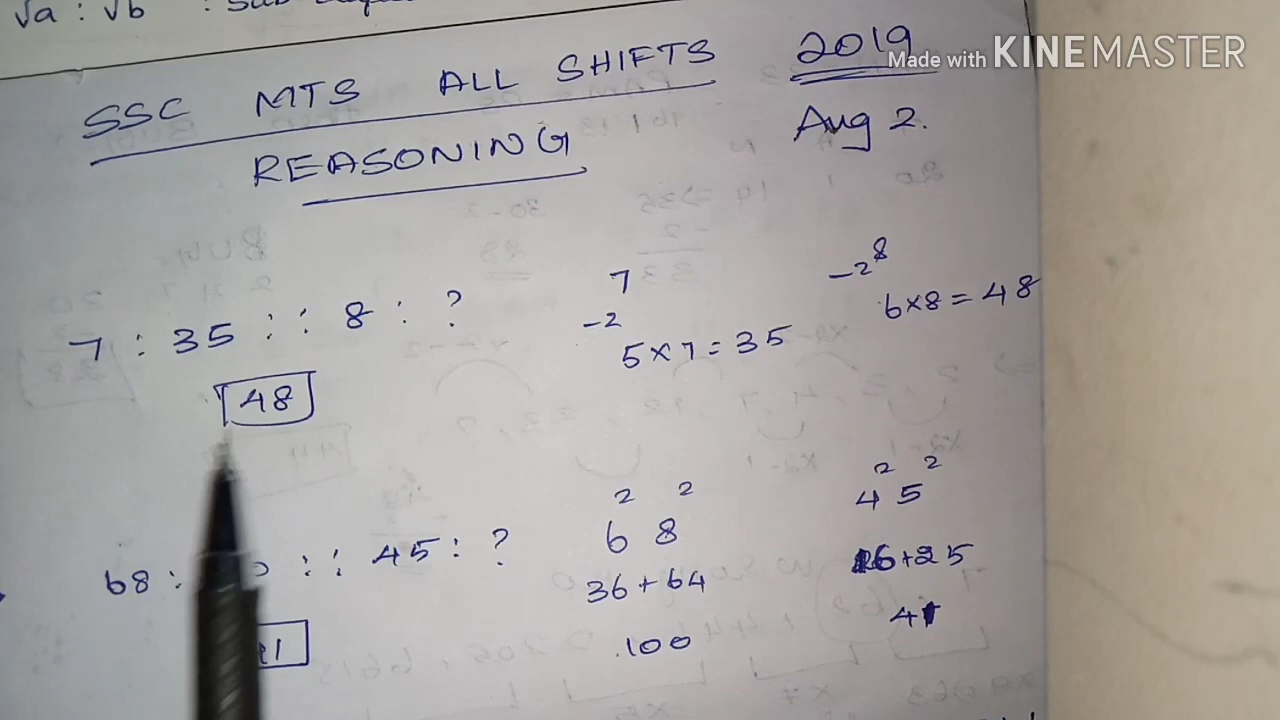 √a : √b :
Made with KINEMASTER
SSC MTS ALL SHIFTS 2019
REASONING Aug 2.
7 : 35 :: 8 : ?
48
7
-2
5×7=35
8
-2
6×8=48
68 : :: 45 : ?
2 2
6 8
36+64
100
2 2
4 5
16+25
41